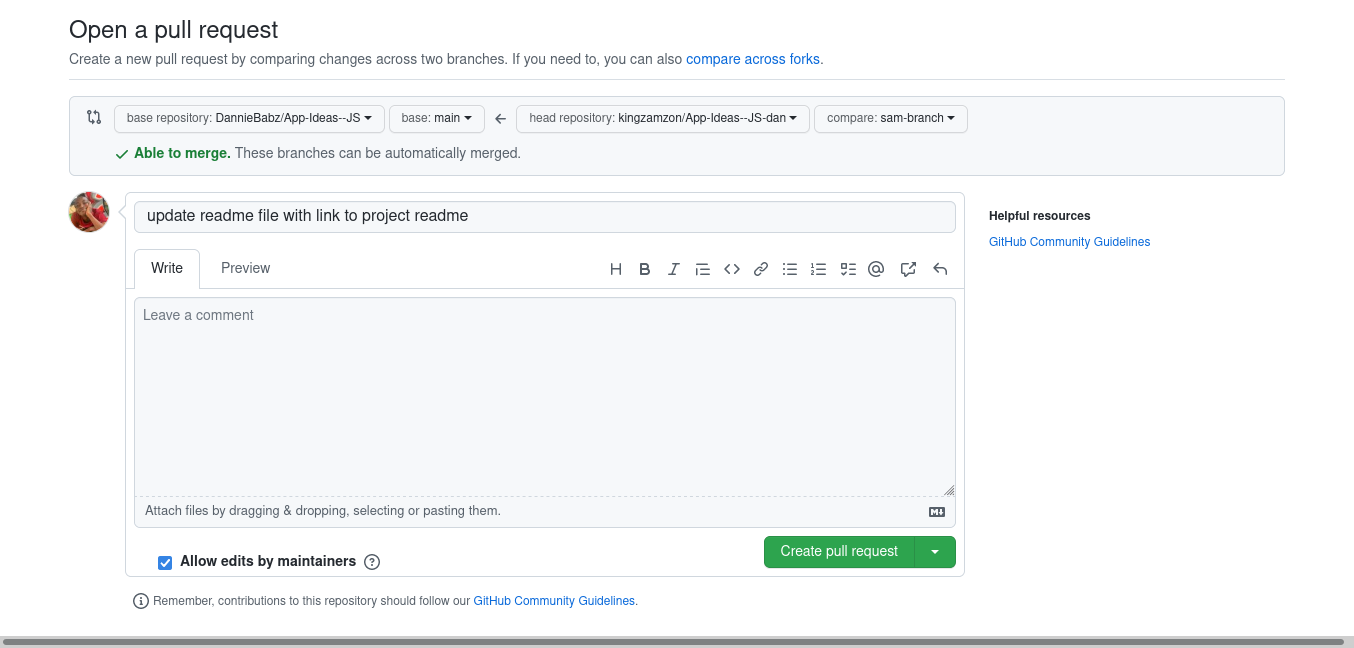 Open a pull request
Create a new pull request by comparing changes across two branches. If you need to, you can also compare across forks.
base repository: DannieBabz/App-Ideas--JS base: main head repository: kingzamzon/App-Ideas--JS-dan compare: sam-branch
Able to merge. These branches can be automatically merged.
update readme file with link to project readme
Helpful resources
GitHub Community Guidelines
Write Preview
Leave a comment
Attach files by dragging & dropping, selecting or pasting them.
Allow edits by maintainers
Create pull request
Remember, contributions to this repository should follow our GitHub Community Guidelines.